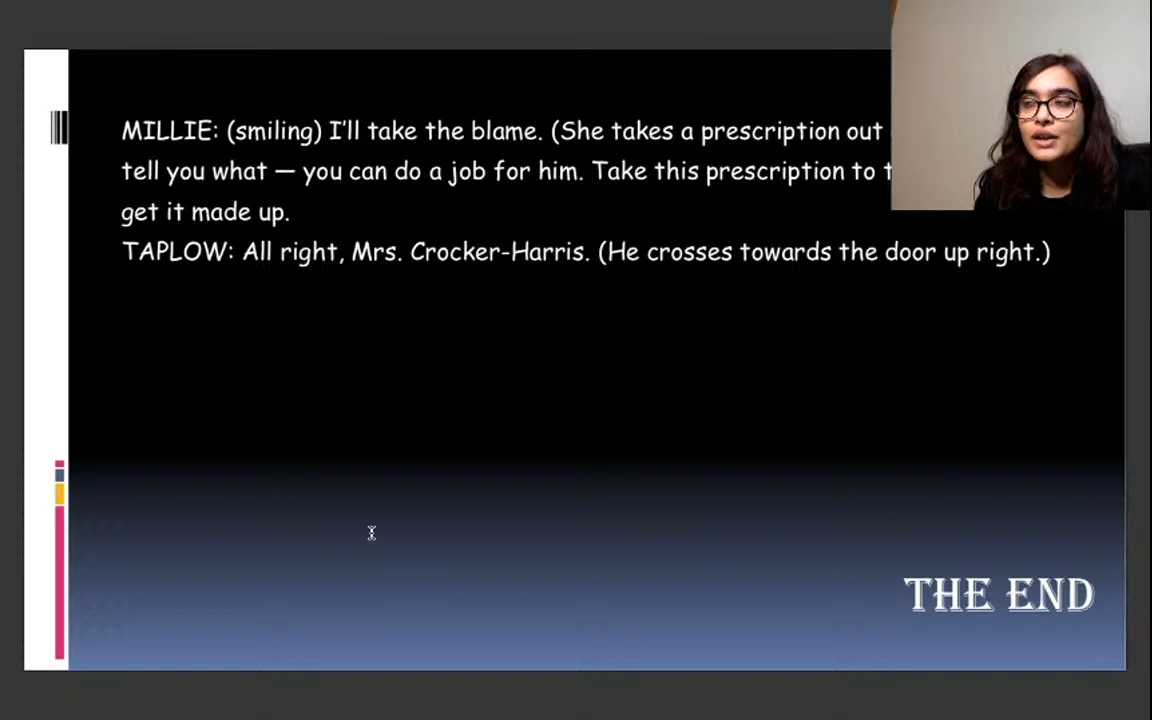 MILLIE: (smiling) I'll take the blame. (She takes a prescription out
tell you what — you can do a job for him. Take this prescription to
get it made up.
TAPLOW: All right, Mrs. Crocker-Harris. (He crosses towards the door up right.)
THE END